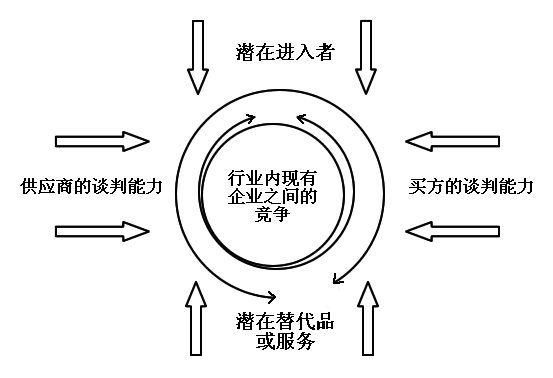 潜在进入者
供应商的谈判能力
行业内现有
企业之间的
竞争
买方的谈判能力
潜在替代品
或服务